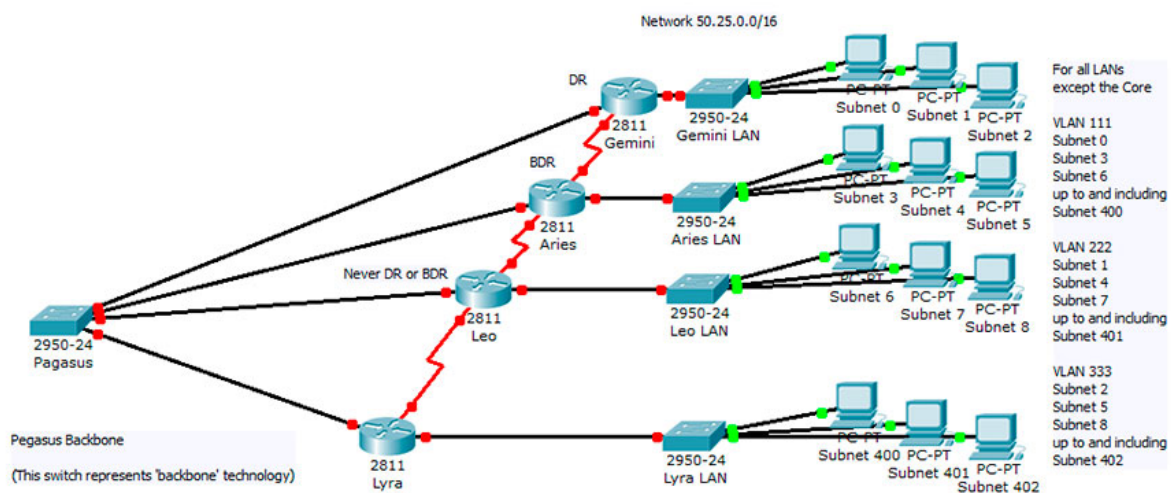 Network 50.25.0.0/16
DR
2811
Gemini
2950-24
Gemini LAN
PC-PT
Subnet 0
PC-PT
Subnet 1
PC-PT
Subnet 2
BDR
2811
Aries
2950-24
Aries LAN
PC-PT
Subnet 3
PC-PT
Subnet 4
PC-PT
Subnet 5
Never DR or BDR
2811
Leo
2950-24
Leo LAN
PC-PT
Subnet 6
PC-PT
Subnet 7
PC-PT
Subnet 8
2950-24
Pagasus
2811
Lyra
2950-24
Lyra LAN
PC-PT
Subnet 400
PC-PT
Subnet 401
PC-PT
Subnet 402
Pegasus Backbone
(This switch represents 'backbone' technology)
For all LANs
except the Core
VLAN 111
Subnet 0
Subnet 3
Subnet 6
up to and including
Subnet 400
VLAN 222
Subnet 1
Subnet 4
Subnet 7
up to and including
Subnet 401
VLAN 333
Subnet 2
Subnet 5
Subnet 8
up to and including
Subnet 402